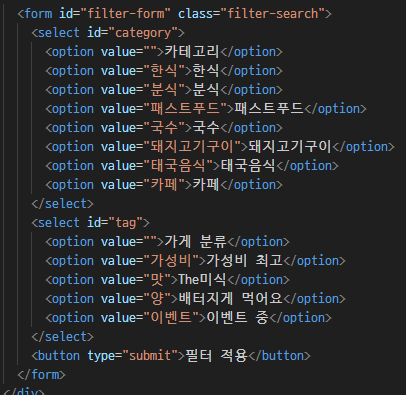 <form id="filter-form" class="filter-search">
<select id="category">
<option value="">카테고리</option>
<option value="한식">한식</option>
<option value="분식">분식</option>
<option value="패스트푸드">패스트푸드</option>
<option value="국수">국수</option>
<option value="돼지고기구이">돼지고기구이</option>
<option value="태국음식">태국음식</option>
<option value="카페">카페</option>
</select>
<select id="tag">
<option value="">가게 분류</option>
<option value="가성비">가성비 최고</option>
<option value="맛">The미식</option>
<option value="양">배터지게 먹어요</option>
<option value="이벤트">이벤트 중</option>
</select>
<button type="submit">필터 적용</button>
</form>
</div>